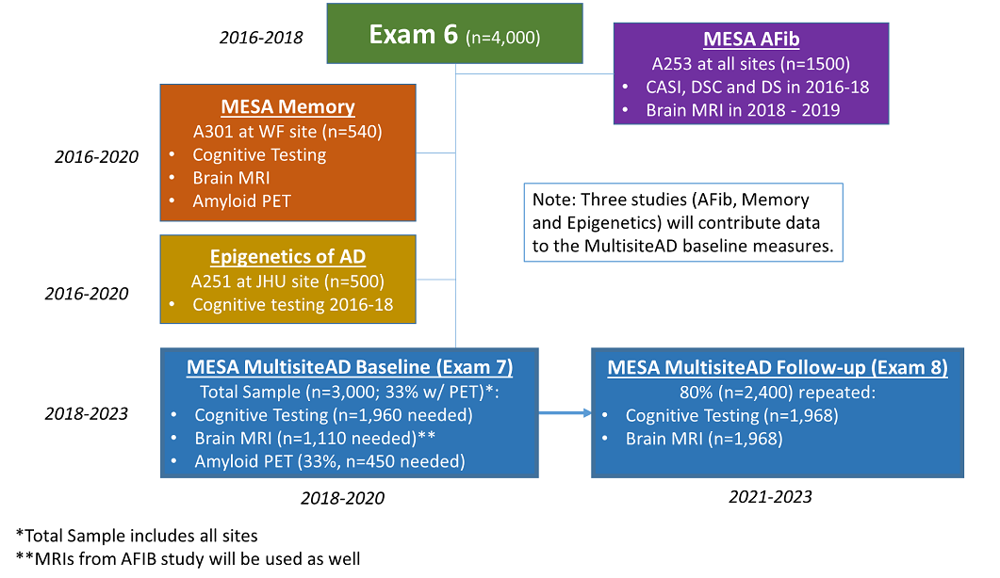 2016-2018
Exam 6 (n=4,000)
MESA AFib
A253 at all sites (n=1500)
• CASI, DSC and DS in 2016-18
• Brain MRI in 2018 - 2019
MESA Memory
A301 at WF site (n=540)
• Cognitive Testing
• Brain MRI
• Amyloid PET
2016-2020
Note: Three studies (AFib, Memory
and Epigenetics) will contribute data
to the MultisiteAD baseline measures.
Epigenetics of AD
A251 at JHU site (n=500)
• Cognitive testing 2016-18
2016-2020
MESA MultisiteAD Baseline (Exam 7)
Total Sample (n=3,000; 33% w/ PET)*:
• Cognitive Testing (n=1,960 needed)
• Brain MRI (n=1,110 needed)**
• Amyloid PET (33%, n=450 needed)
2018-2023
MESA MultisiteAD Follow-up (Exam 8)
80% (n=2,400) repeated:
• Cognitive Testing (n=1,968)
• Brain MRI (n=1,968)
2018-2020
2021-2023
*Total Sample includes all sites
**MRIs from AFIB study will be used as well